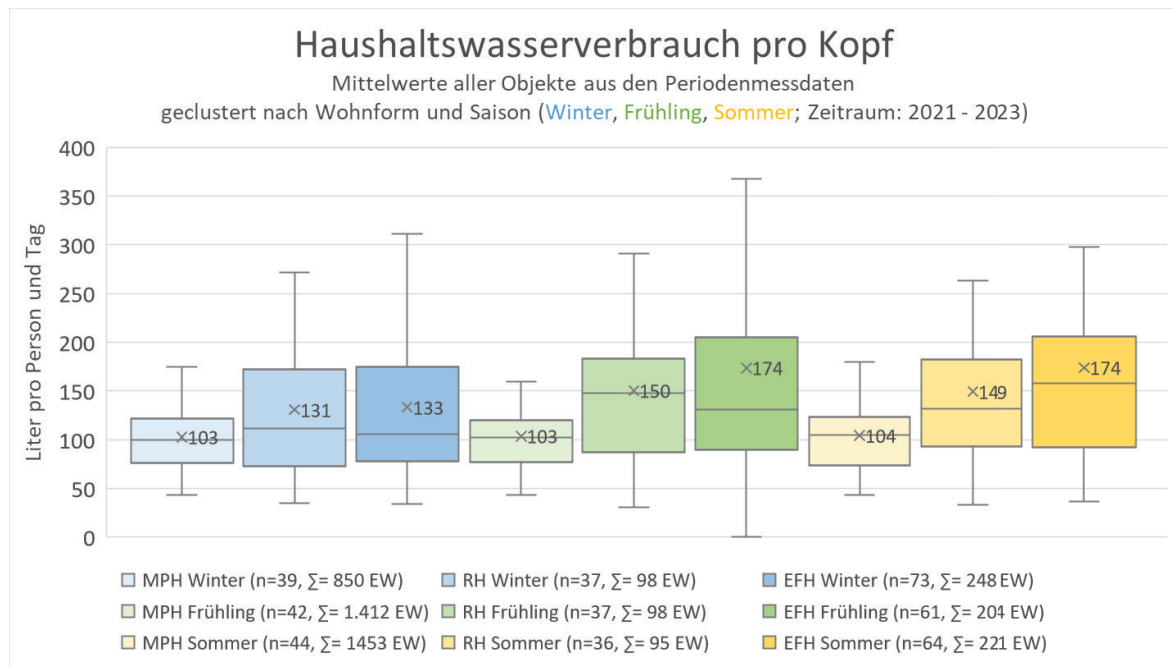 Haushaltswasserverbrauch pro Kopf
Mittelwerte aller Objekte aus den Periodenmessdaten
geclustert nach Wohnform und Saison (Winter, Frühling, Sommer; Zeitraum: 2021 - 2023)
Liter pro Person und Tag
400
350
300
250
200
150
100
50
0
103
131
133
103
150
174
104
149
174
MPH Winter (n=39, ∑= 850 EW)
RH Winter (n=37, ∑= 98 EW)
EFH Winter (n=73, ∑= 248 EW)
MPH Frühling (n=42, ∑= 1.412 EW)
RH Frühling (n=37, ∑= 98 EW)
EFH Frühling (n=61, ∑= 204 EW)
MPH Sommer (n=44, ∑= 1453 EW)
RH Sommer (n=36, ∑= 95 EW)
EFH Sommer (n=64, ∑= 221 EW)